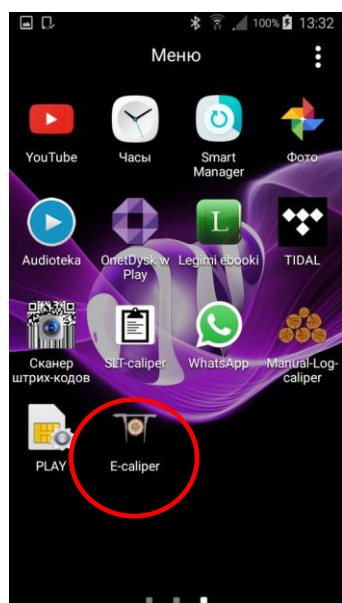 100% 13:32
Меню
YouTube
Часы
Smart
Manager
Фото
Audioteka
OnetDysk w
Play
Legimi ebooki
TIDAL
Сканер
штрих-кодов
SLT-caliper
WhatsApp
Manual-Log-
caliper
PLAY
E-caliper